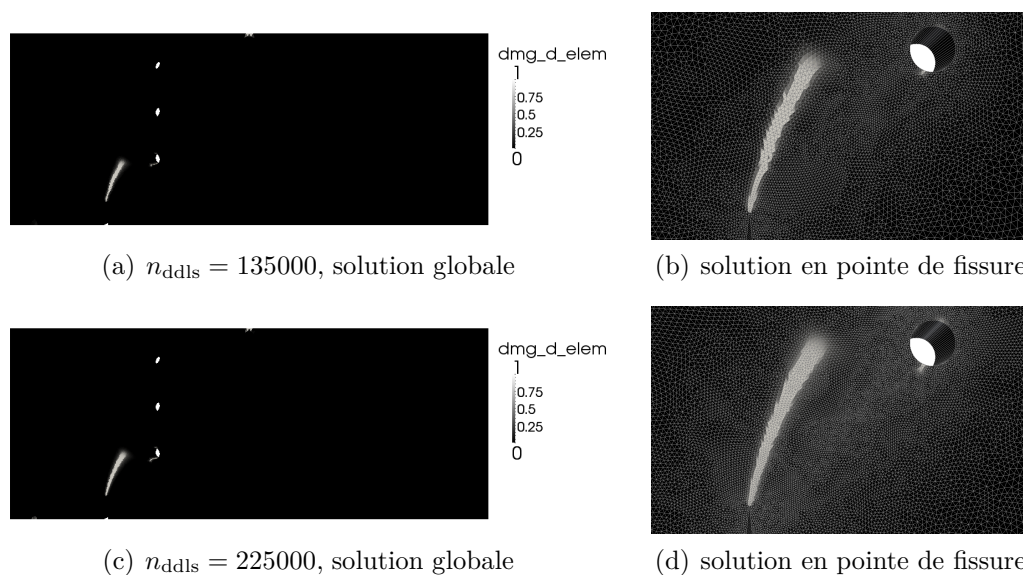 dmg_d_elem
1
0.75
0.5
0.25
0
(a) n_ddls = 135000, solution globale
(b) solution en pointe de fissure
dmg_d_elem
1
0.75
0.5
0.25
0
(c) n_ddls = 225000, solution globale
(d) solution en pointe de fissure